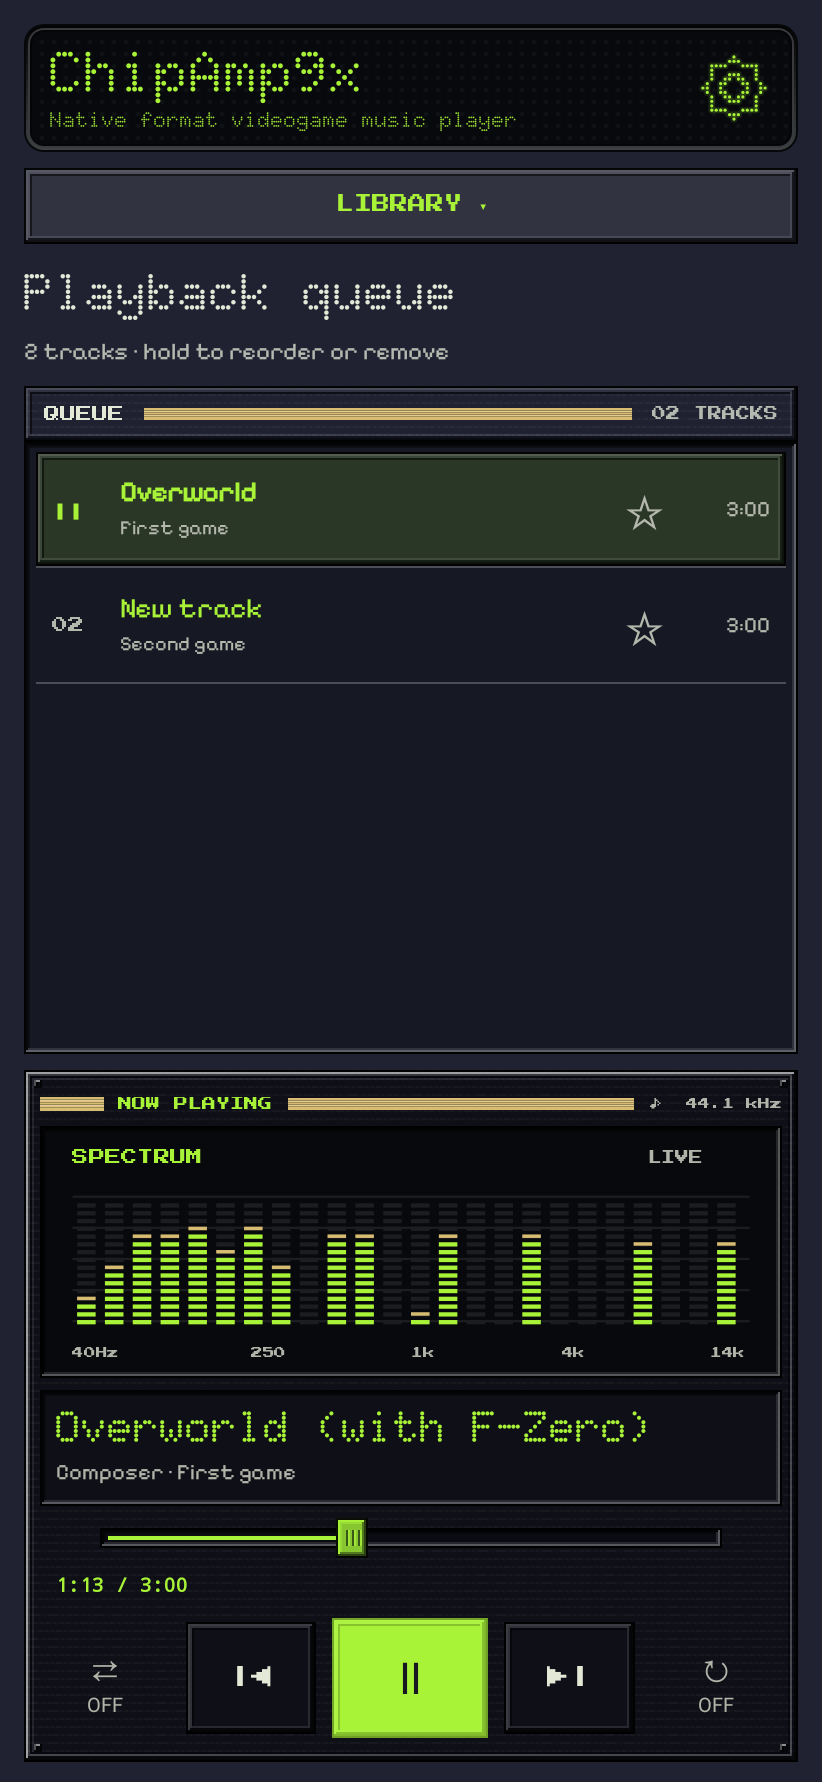 ChipAmp9x
Native format videogame music player
LIBRARY ▾
Playback queue
2 tracks · hold to reorder or remove
QUEUE 02 TRACKS
Overworld
First game
3:00
02
New track
Second game
3:00
NOW PLAYING ♪ 44.1 kHz
SPECTRUM LIVE
40Hz 250 1k 4k 14k
Overworld (with F-Zero)
Composer · First game
1:13 / 3:00
OFF OFF